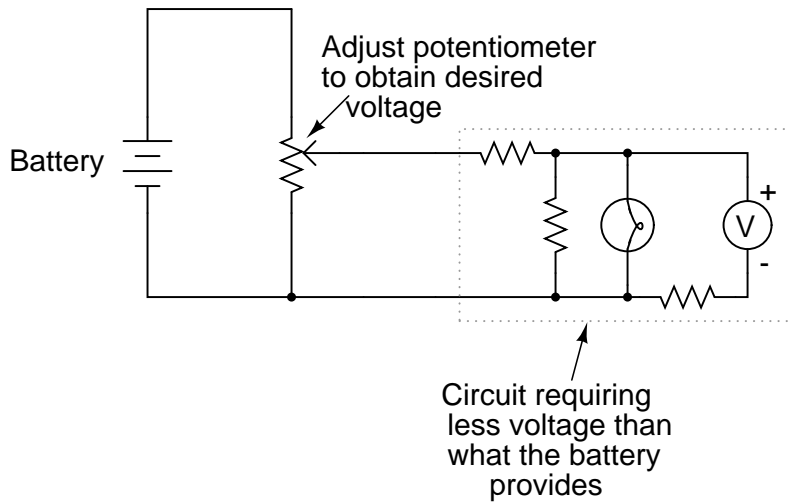 Adjust potentiometer
to obtain desired
voltage
Battery
+
V
-
Circuit requiring
less voltage than
what the battery
provides